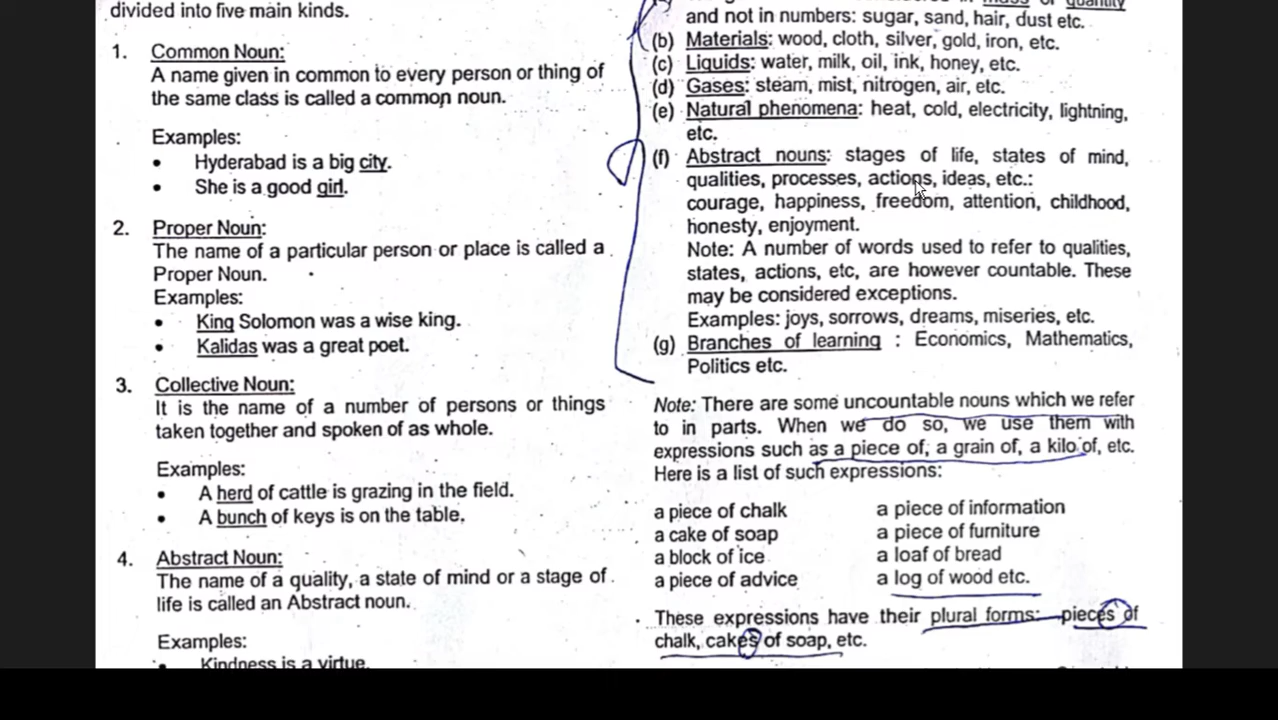 divided into five main kinds.
1. Common Noun:
A name given in common to every person or thing of
the same class is called a common noun.
Examples:
• Hyderabad is a big city.
• She is a good girl.
2. Proper Noun:
The name of a particular person or place is called a
Proper Noun.
Examples:
• King Solomon was a wise king.
• Kalidas was a great poet.
3. Collective Noun:
It is the name of a number of persons or things
taken together and spoken of as whole.
Examples:
• A herd of cattle is grazing in the field.
• A bunch of keys is on the table.
4. Abstract Noun:
The name of a quality, a state of mind or a stage of
life is called an Abstract noun.
Examples:
• Kindness is a virtue.
quantity
and not in numbers: sugar, sand, hair, dust etc.
(b) Materials: wood, cloth, silver, gold, iron, etc.
(c) Liquids: water, milk, oil, ink, honey, etc.
(d) Gases: steam, mist, nitrogen, air, etc.
(e) Natural phenomena: heat, cold, electricity, lightning,
etc.
(f) Abstract nouns: stages of life, states of mind,
qualities, processes, actions, ideas, etc.:
courage, happiness, freedom, attention, childhood,
honesty, enjoyment.
Note: A number of words used to refer to qualities,
states, actions, etc, are however countable. These
may be considered exceptions.
Examples: joys, sorrows, dreams, miseries, etc.
(g) Branches of learning : Economics, Mathematics,
Politics etc.
Note: There are some uncountable nouns which we refer
to in parts. When we do so, we use them with
expressions such as a piece of, a grain of, a kilo of, etc.
Here is a list of such expressions:
a piece of chalk a piece of information
a cake of soap a piece of furniture
a block of ice a loaf of bread
a piece of advice a log of wood etc.
These expressions have their plural forms: pieces of
chalk, cakes of soap, etc.